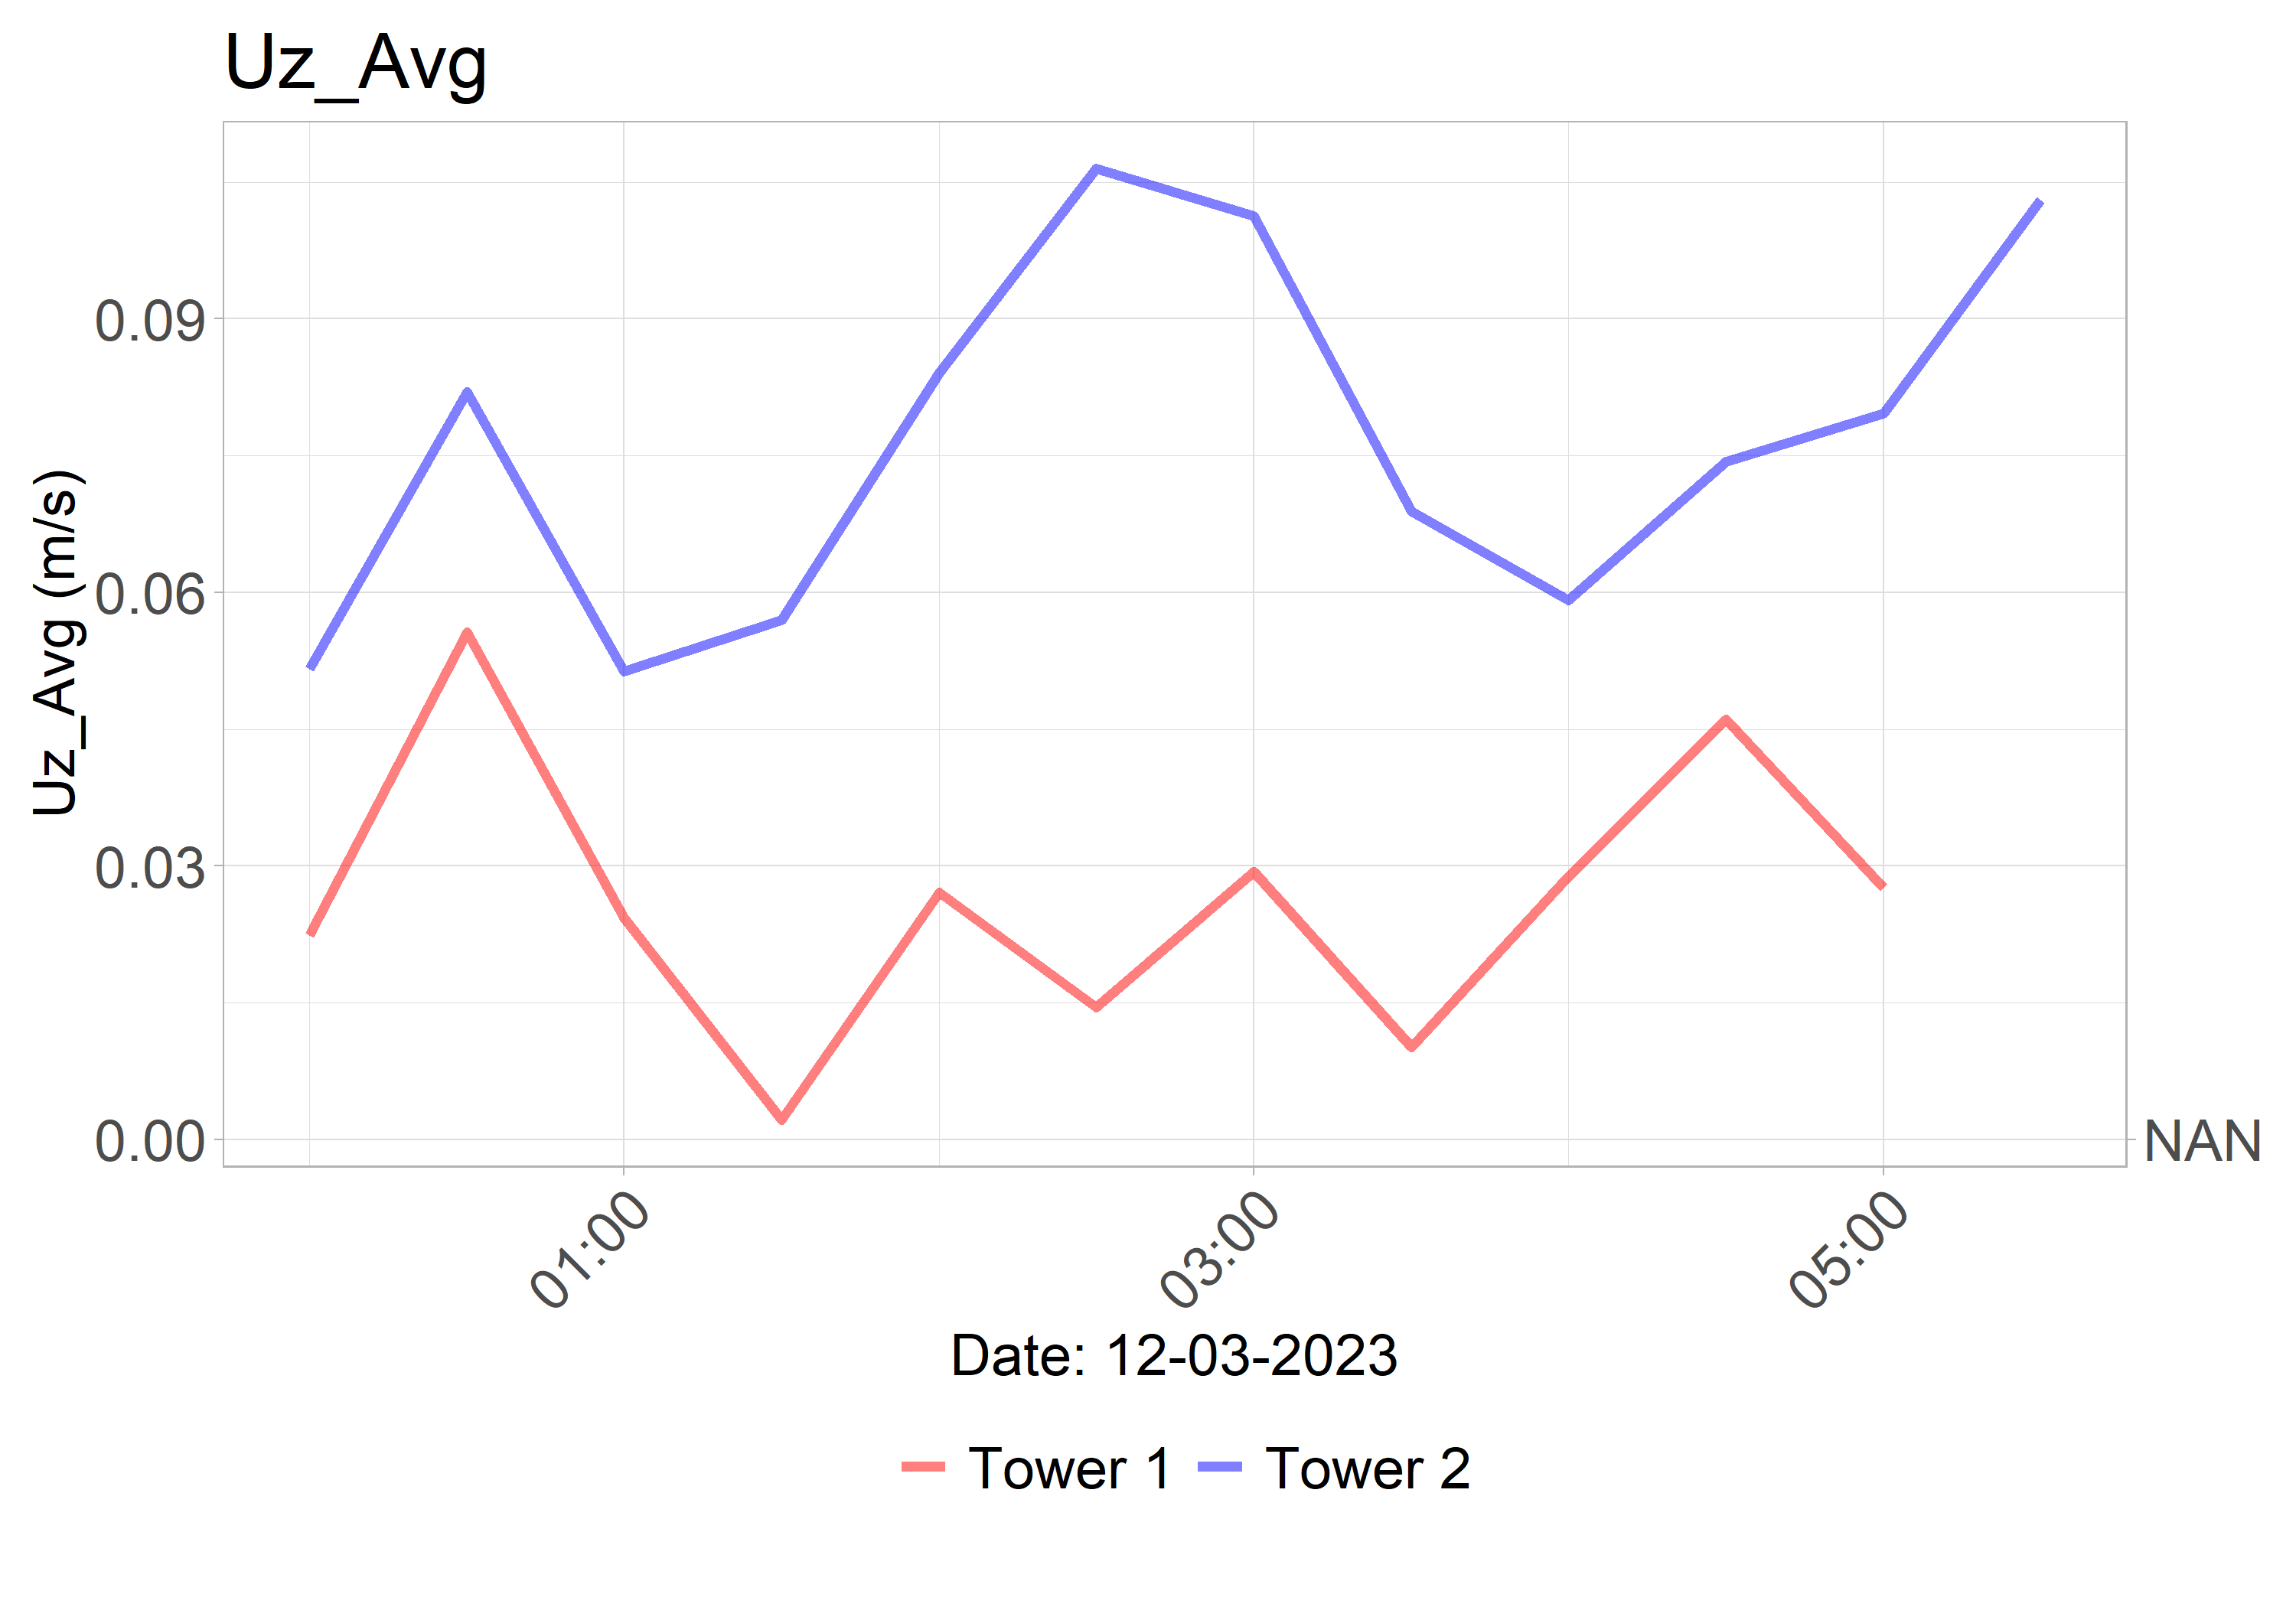 Uz_Avg
Uz_Avg (m/s)
0.09
0.06
0.03
0.00
NAN
01:00
03:00
05:00
Date: 12-03-2023
Tower 1
Tower 2